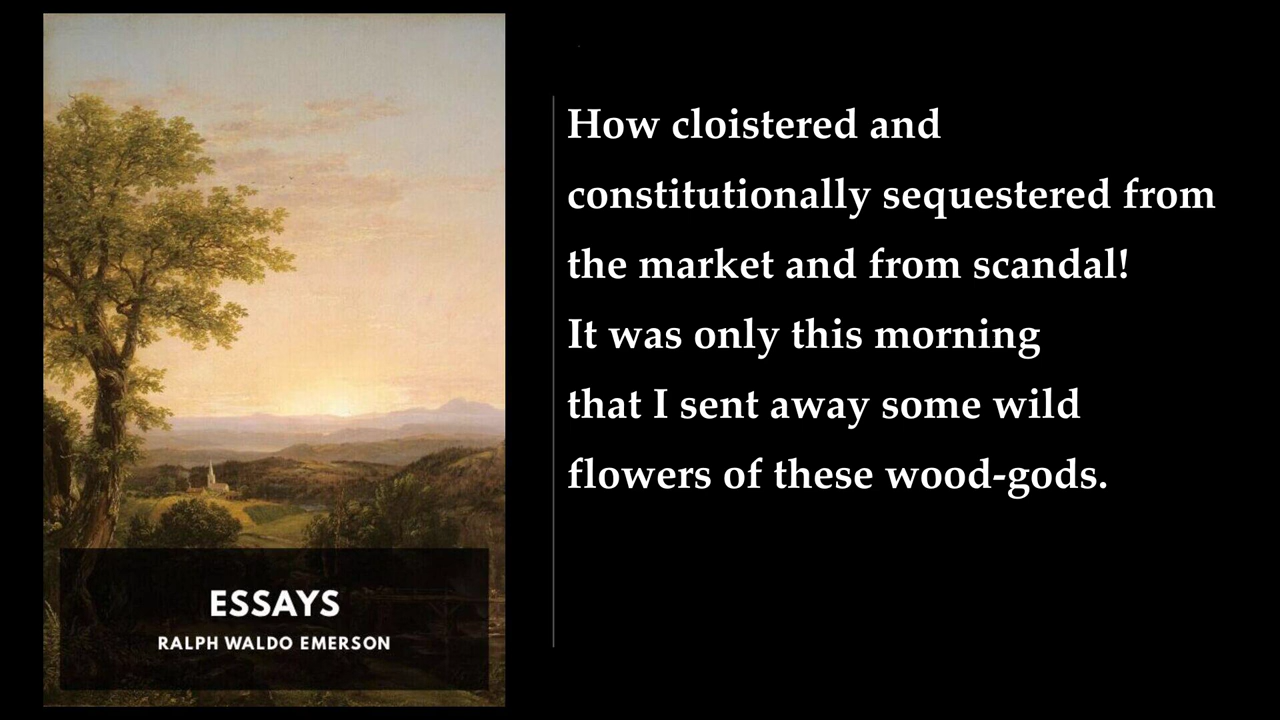 ESSAYS
RALPH WALDO EMERSON
How cloistered and
constitutionally sequestered from
the market and from scandal!
It was only this morning
that I sent away some wild
flowers of these wood-gods.